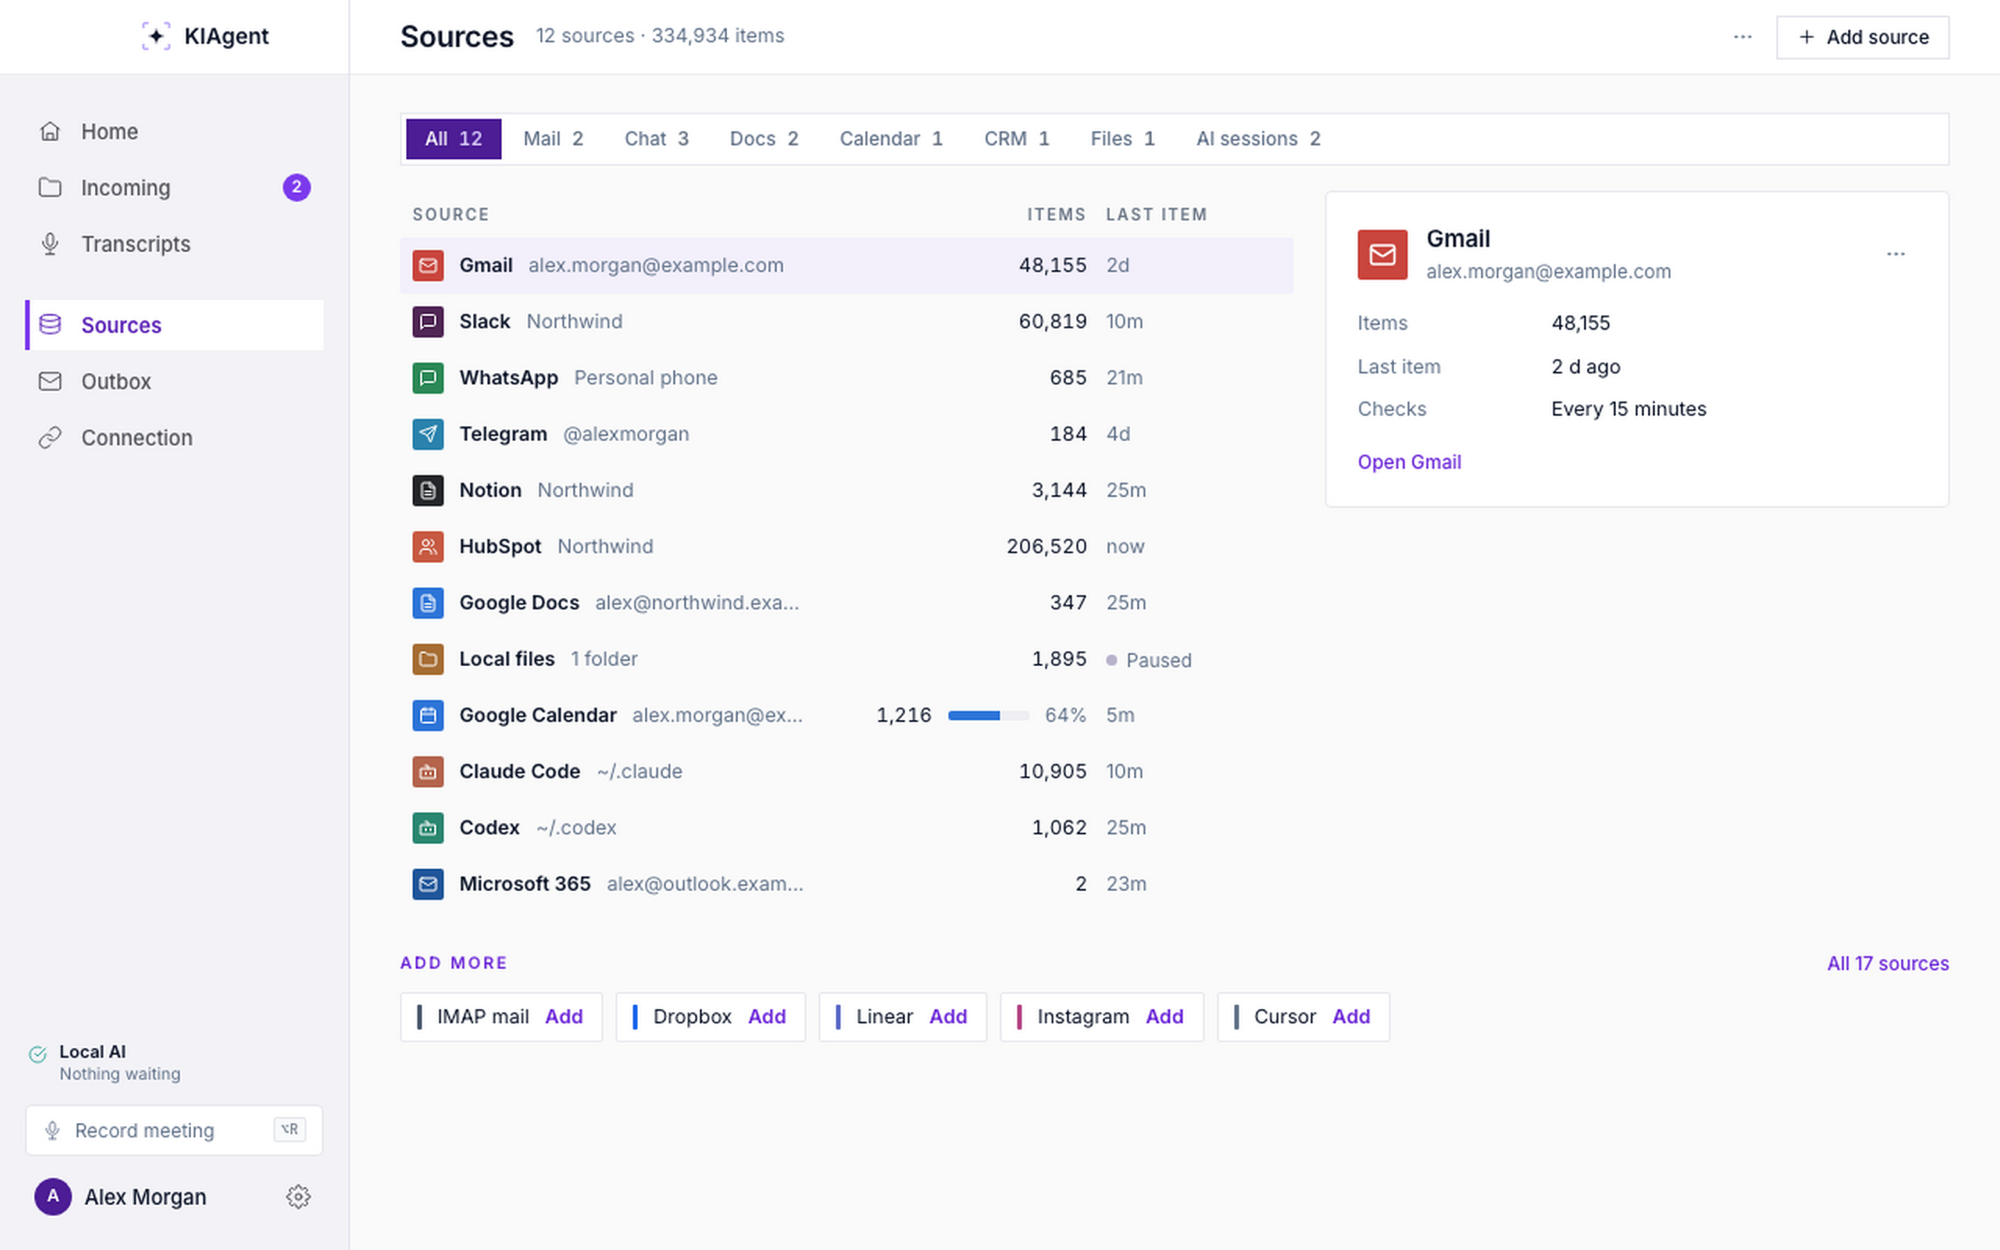 KIAgent
Home
Incoming 2
Transcripts
Sources
Outbox
Connection
Local AI
Nothing waiting
Record meeting ⌥R
A Alex Morgan
Sources 12 sources · 334,934 items
··· + Add source
All 12 Mail 2 Chat 3 Docs 2 Calendar 1 CRM 1 Files 1 AI sessions 2
SOURCE ITEMS LAST ITEM
Gmail alex.morgan@example.com 48,155 2d
Slack Northwind 60,819 10m
WhatsApp Personal phone 685 21m
Telegram @alexmorgan 184 4d
Notion Northwind 3,144 25m
HubSpot Northwind 206,520 now
Google Docs alex@northwind.exa... 347 25m
Local files 1 folder 1,895 Paused
Google Calendar alex.morgan@ex... 1,216 64% 5m
Claude Code ~/.claude 10,905 10m
Codex ~/.codex 1,062 25m
Microsoft 365 alex@outlook.exam... 2 23m
Gmail
alex.morgan@example.com
Items 48,155
Last item 2 d ago
Checks Every 15 minutes
Open Gmail
ADD MORE All 17 sources
IMAP mail Add Dropbox Add Linear Add Instagram Add Cursor Add